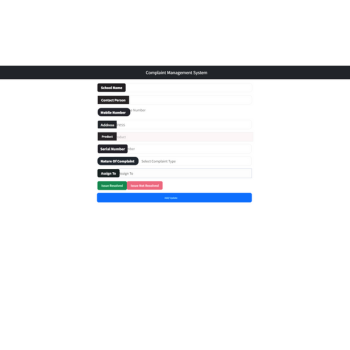 Complaint Management System
School Name
Contact Person
Mobile Number Number
Address
Product
Serial Number
Nature Of Complaint Select Complaint Type
Assign To Assign To
Issue Resolved Issue Not Resolved